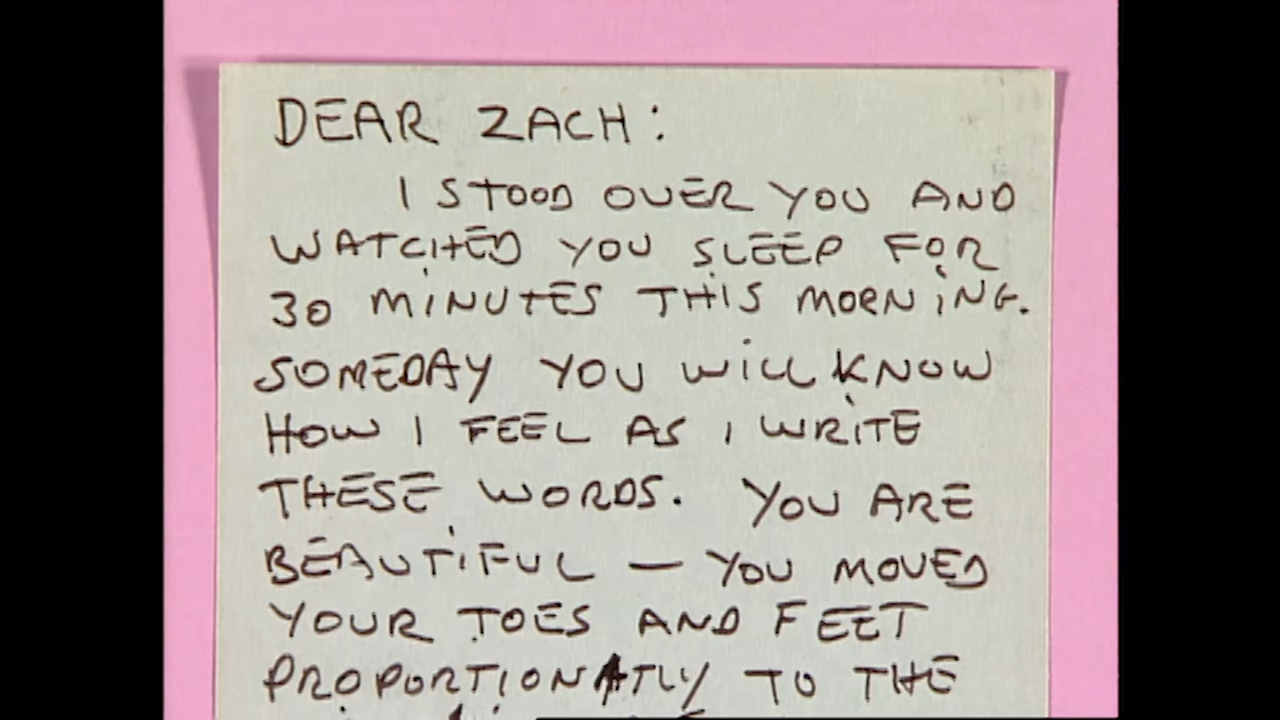 DEAR ZACH:
I STOOD OVER YOU AND
WATCHED YOU SLEEP FOR
30 MINUTES THIS MORNING.
SOMEDAY YOU WILL KNOW
HOW I FEEL AS I WRITE
THESE WORDS. YOU ARE
BEAUTIFUL — YOU MOVED
YOUR TOES AND FEET
PROPORTIONATLY TO THE